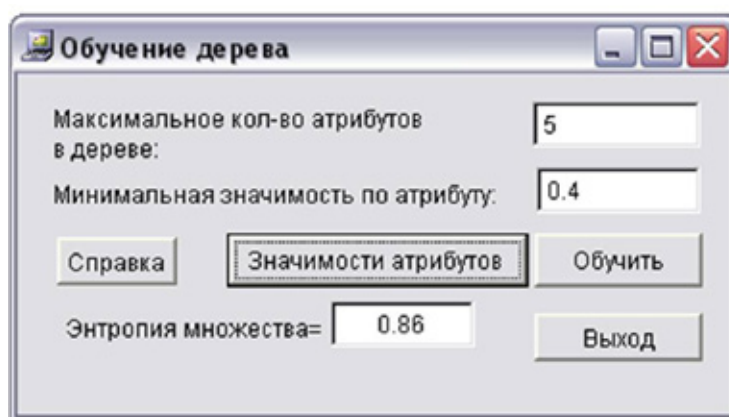 Обучение дерева
Максимальное кол-во атрибутов
в дереве:
5
Минимальная значимость по атрибуту:
0.4
Справка
Значимости атрибутов
Обучить
Энтропия множества=
0.86
Выход